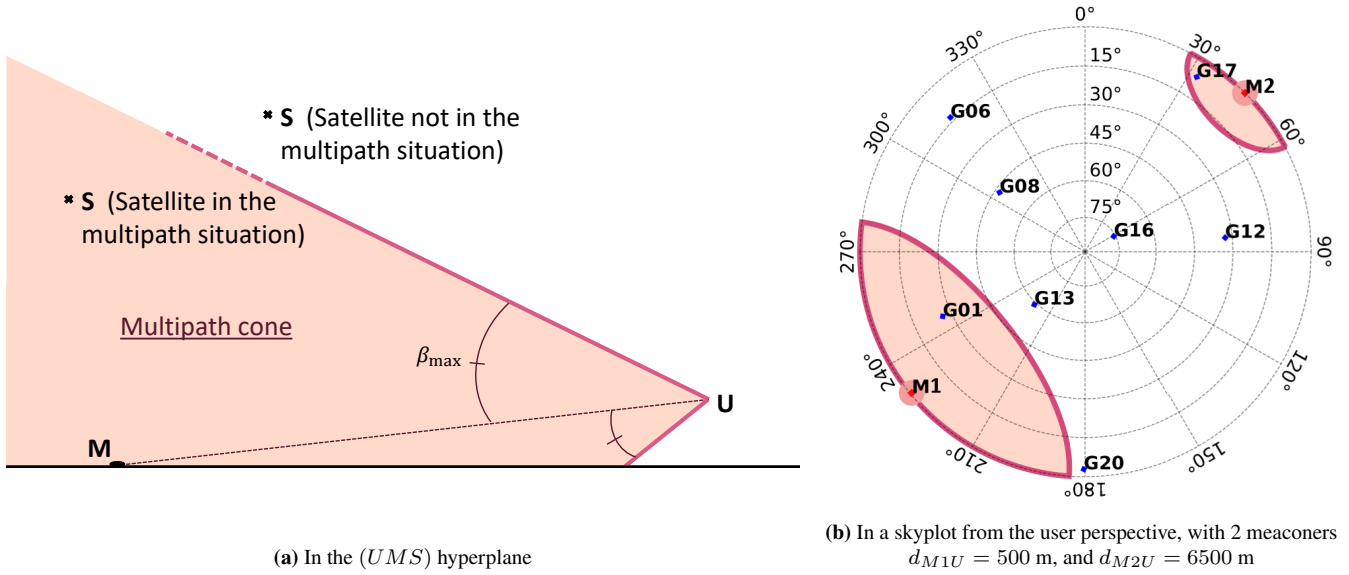 S (Satellite not in the
multipath situation)
S (Satellite in the
multipath situation)
Multipath cone
βmax
U
M
(a) In the (UMS) hyperplane
0°
330°
30°
15°
G17
M2
G06
30°
300°
60°
45°
60°
G08
75°
G16
G12
270°
90°
G13
G01
240°
M1
120°
G20
210°
150°
180°
(b) In a skyplot from the user perspective, with 2 meaconers
dM1U = 500 m, and dM2U = 6500 m